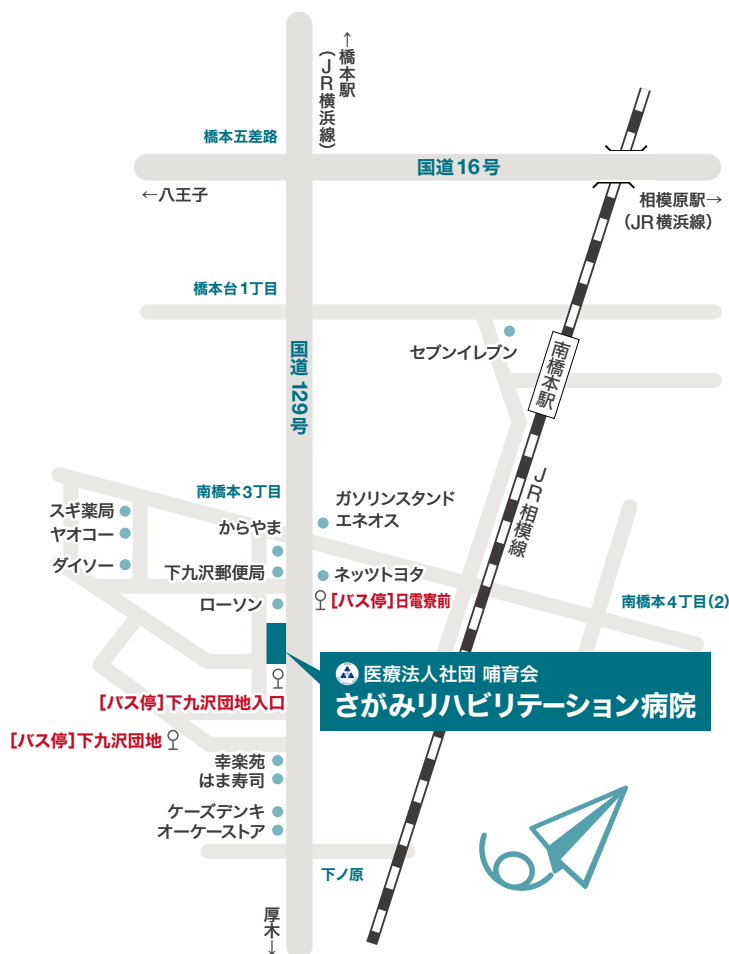 ↑橋本駅
(JR横浜線)
橋本五差路
国道16号
←八王子
相模原駅→
(JR横浜線)
橋本台1丁目
セブンイレブン
国道129号
南橋本駅
JR相模線
南橋本3丁目
ガソリンスタンド
エネオス
スギ薬局
ヤオコー
ダイソー
からやま
下九沢郵便局
ネッツトヨタ
ローソン
[バス停]日電寮前
南橋本4丁目(2)
医療法人社団 哺育会
さがみリハビリテーション病院
[バス停]下九沢団地入口
[バス停]下九沢団地
幸楽苑
はま寿司
ケーズデンキ
オーケーストア
下ノ原
厚木→